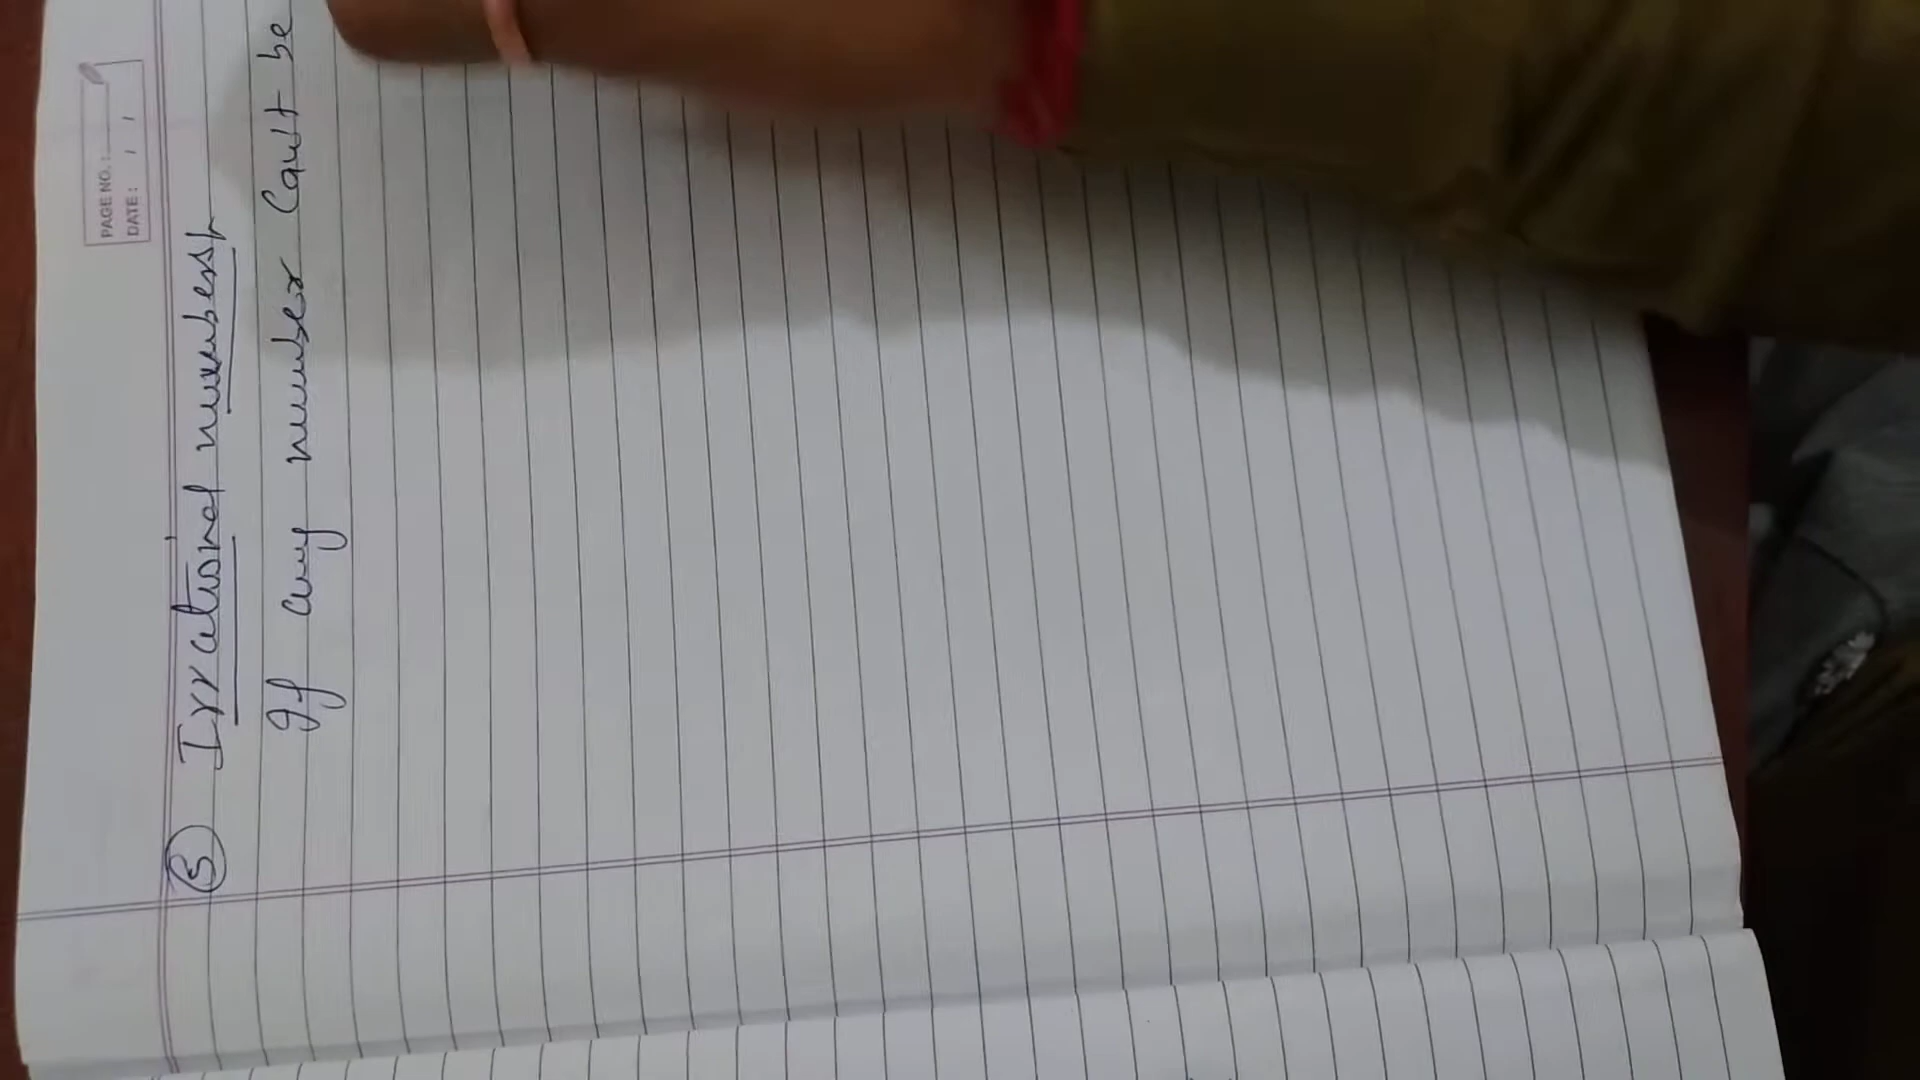 PAGE NO.:
DATE: / /
(5) Irrational numbers:-
If any number Can't be